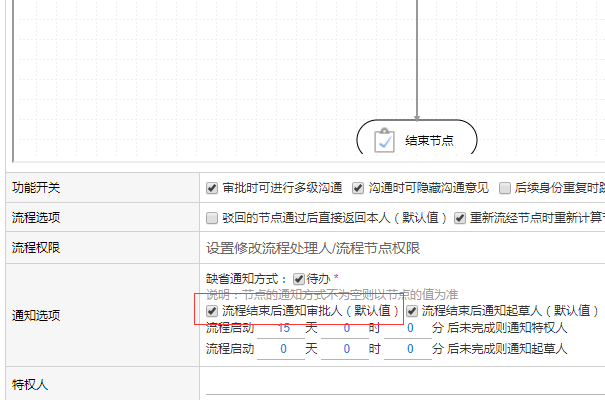 结束节点
功能开关 审批时可进行多级沟通 沟通时可隐藏沟通意见 后续身份重复时
流程选项 驳回的节点通过后直接返回本人（默认值） 重新流经节点时重新计算
流程权限 设置修改流程处理人/流程节点权限
缺省通知方式： 待办 *
说明：节点的通知方式不为空则以节点的值为准
通知选项 流程结束后通知审批人（默认值） 流程结束后通知起草人（默认值）
流程启动 15 天 0 时 0 分 后未完成则通知特权人
流程启动 0 天 0 时 0 分 后未完成则通知起草人
特权人